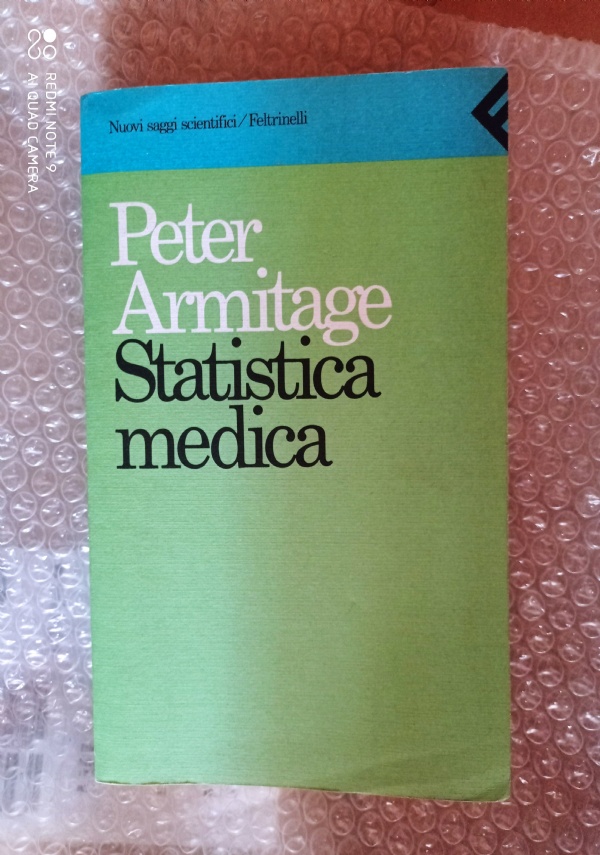 REDMI NOTE 9
AI QUAD CAMERA
Nuovi saggi scientifici/Feltrinelli
Peter
Armitage
Statistica
medica